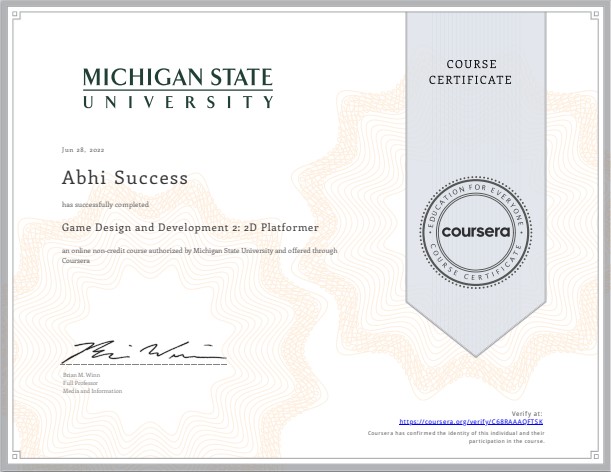 MICHIGAN STATE
UNIVERSITY
COURSE
CERTIFICATE
Jun 28, 2022
Abhi Success
has successfully completed
Game Design and Development 2: 2D Platformer
an online non-credit course authorized by Michigan State University and offered through
Coursera
EDUCATION FOR EVERYONE
coursera
COURSE CERTIFICATE
Brian M. Winn
Full Professor
Media and Information
Verify at:
https://coursera.org/verify/C68RAAAQFTSK
Coursera has confirmed the identity of this individual and their
participation in the course.